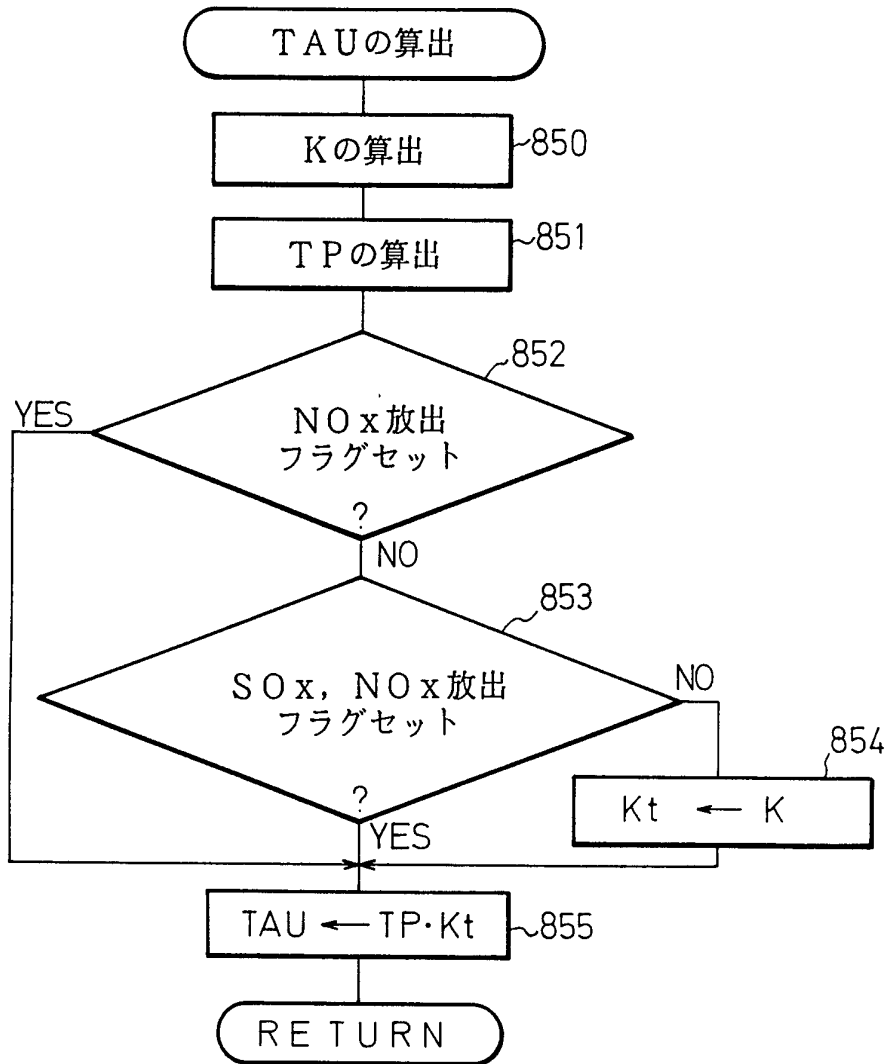 TAUの算出
Kの算出
850
TPの算出
851
852
YES
NOx放出
フラグセット
?
NO
853
SOx, NOx放出
フラグセット
?
NO
854
Kt ← K
YES
TAU ← TP・Kt
855
RETURN